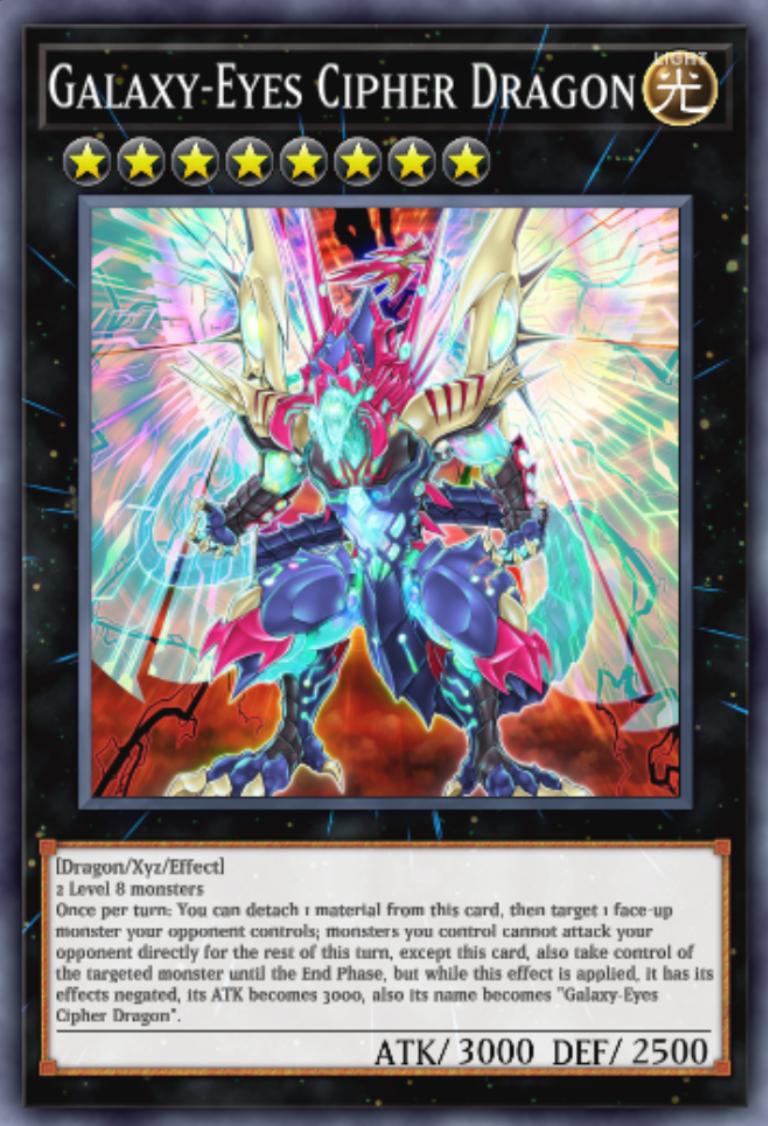 GALAXY-EYES CIPHER DRAGON
LIGHT
光
[Dragon/Xyz/Effect]
2 Level 8 monsters
Once per turn: You can detach 1 material from this card, then target 1 face-up
monster your opponent controls; monsters you control cannot attack your
opponent directly for the rest of this turn, except this card, also take control of
the targeted monster until the End Phase, but while this effect is applied, it has its
effects negated, its ATK becomes 3000, also its name becomes "Galaxy-Eyes
Cipher Dragon".
ATK/ 3000 DEF/ 2500